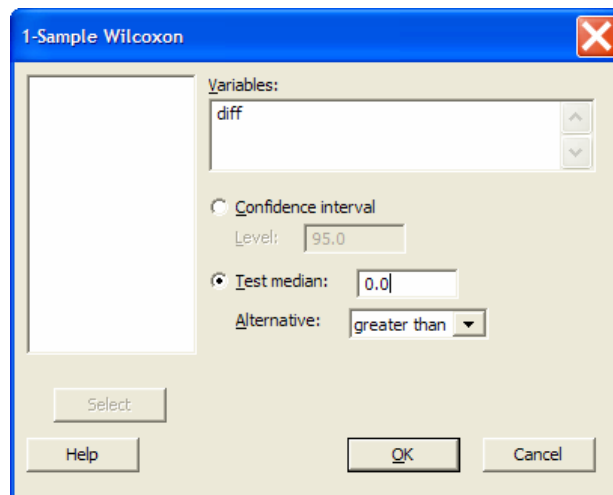 1-Sample Wilcoxon
Variables:
diff
Confidence interval
Level: 95.0
Test median: 0.0
Alternative: greater than
Select
Help OK Cancel